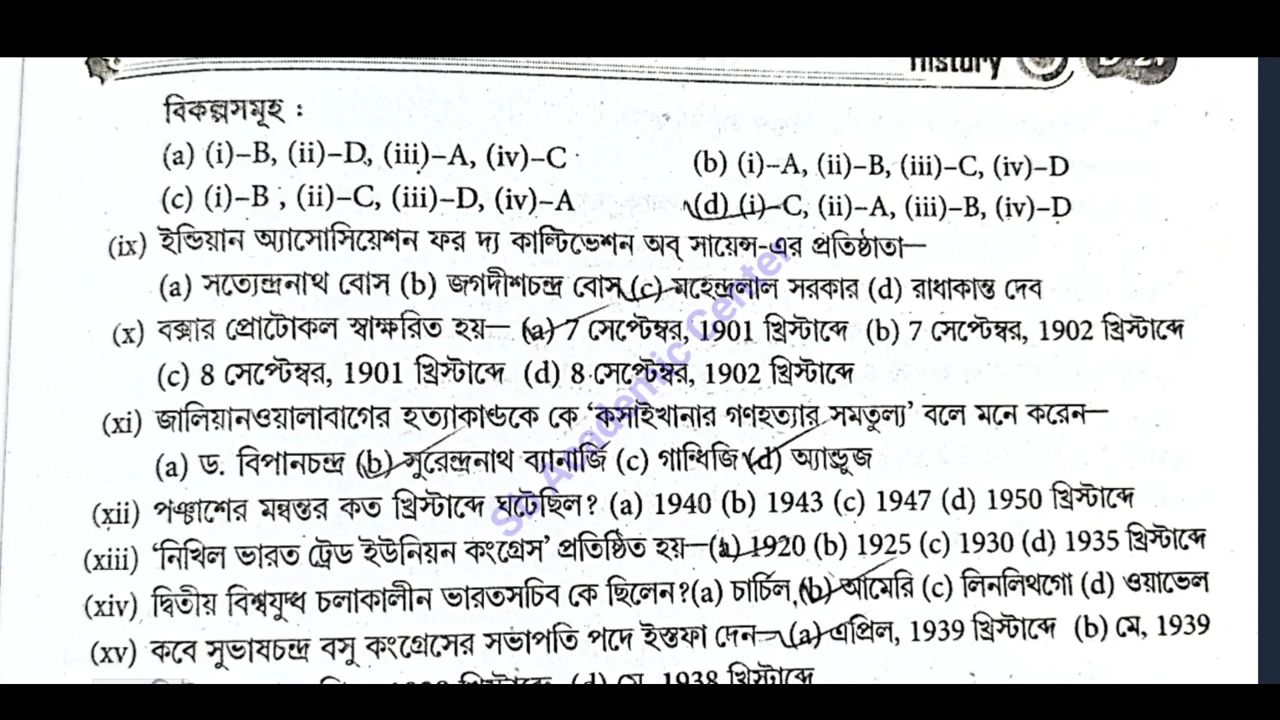 History
বিকল্পসমূহ :
(a) (i)–B, (ii)–D, (iii)–A, (iv)–C (b) (i)–A, (ii)–B, (iii)–C, (iv)–D
(c) (i)–B ; (ii)–C, (iii)–D, (iv)–A (d) (i)–C, (ii)–A, (iii)–B, (iv)–D
(ix) ইন্ডিয়ান অ্যাসোসিয়েশন ফর দ্য কাল্টিভেশন অব্ সায়েন্স-এর প্রতিষ্ঠাতা—
(a) সত্যেন্দ্রনাথ বোস (b) জগদীশচন্দ্র বোস (c) মহেন্দ্রলাল সরকার (d) রাধাকান্ত দেব
(x) বক্সার প্রোটোকল স্বাক্ষরিত হয়— (a) 7 সেপ্টেম্বর, 1901 খ্রিস্টাব্দে (b) 7 সেপ্টেম্বর, 1902 খ্রিস্টাব্দে
(c) 8 সেপ্টেম্বর, 1901 খ্রিস্টাব্দে (d) 8 সেপ্টেম্বর, 1902 খ্রিস্টাব্দে
(xi) জালিয়ানওয়ালাবাগের হত্যাকাণ্ডকে কে ‘কসাইখানার গণহত্যার সমতুল্য’ বলে মনে করেন—
(a) ড. বিপানচন্দ্র (b) সুরেন্দ্রনাথ ব্যানার্জি (c) গান্ধিজি (d) অ্যান্ড্রুজ
(xii) পঞ্চাশের মন্বন্তর কত খ্রিস্টাব্দে ঘটেছিল? (a) 1940 (b) 1943 (c) 1947 (d) 1950 খ্রিস্টাব্দে
(xiii) ‘নিখিল ভারত ট্রেড ইউনিয়ন কংগ্রেস’ প্রতিষ্ঠিত হয়—(a) 1920 (b) 1925 (c) 1930 (d) 1935 খ্রিস্টাব্দে
(xiv) দ্বিতীয় বিশ্বযুদ্ধ চলাকালীন ভারতসচিব কে ছিলেন? (a) চার্চিল (b) আমেরি (c) লিনলিথগো (d) ওয়াভেল
(xv) কবে সুভাষচন্দ্র বসু কংগ্রেসের সভাপতি পদে ইস্তফা দেন— (a) এপ্রিল, 1939 খ্রিস্টাব্দে (b) মে, 1939
খ্রিস্টাব্দে (d) মে, 1938 খ্রিস্টাব্দে
Academic Center